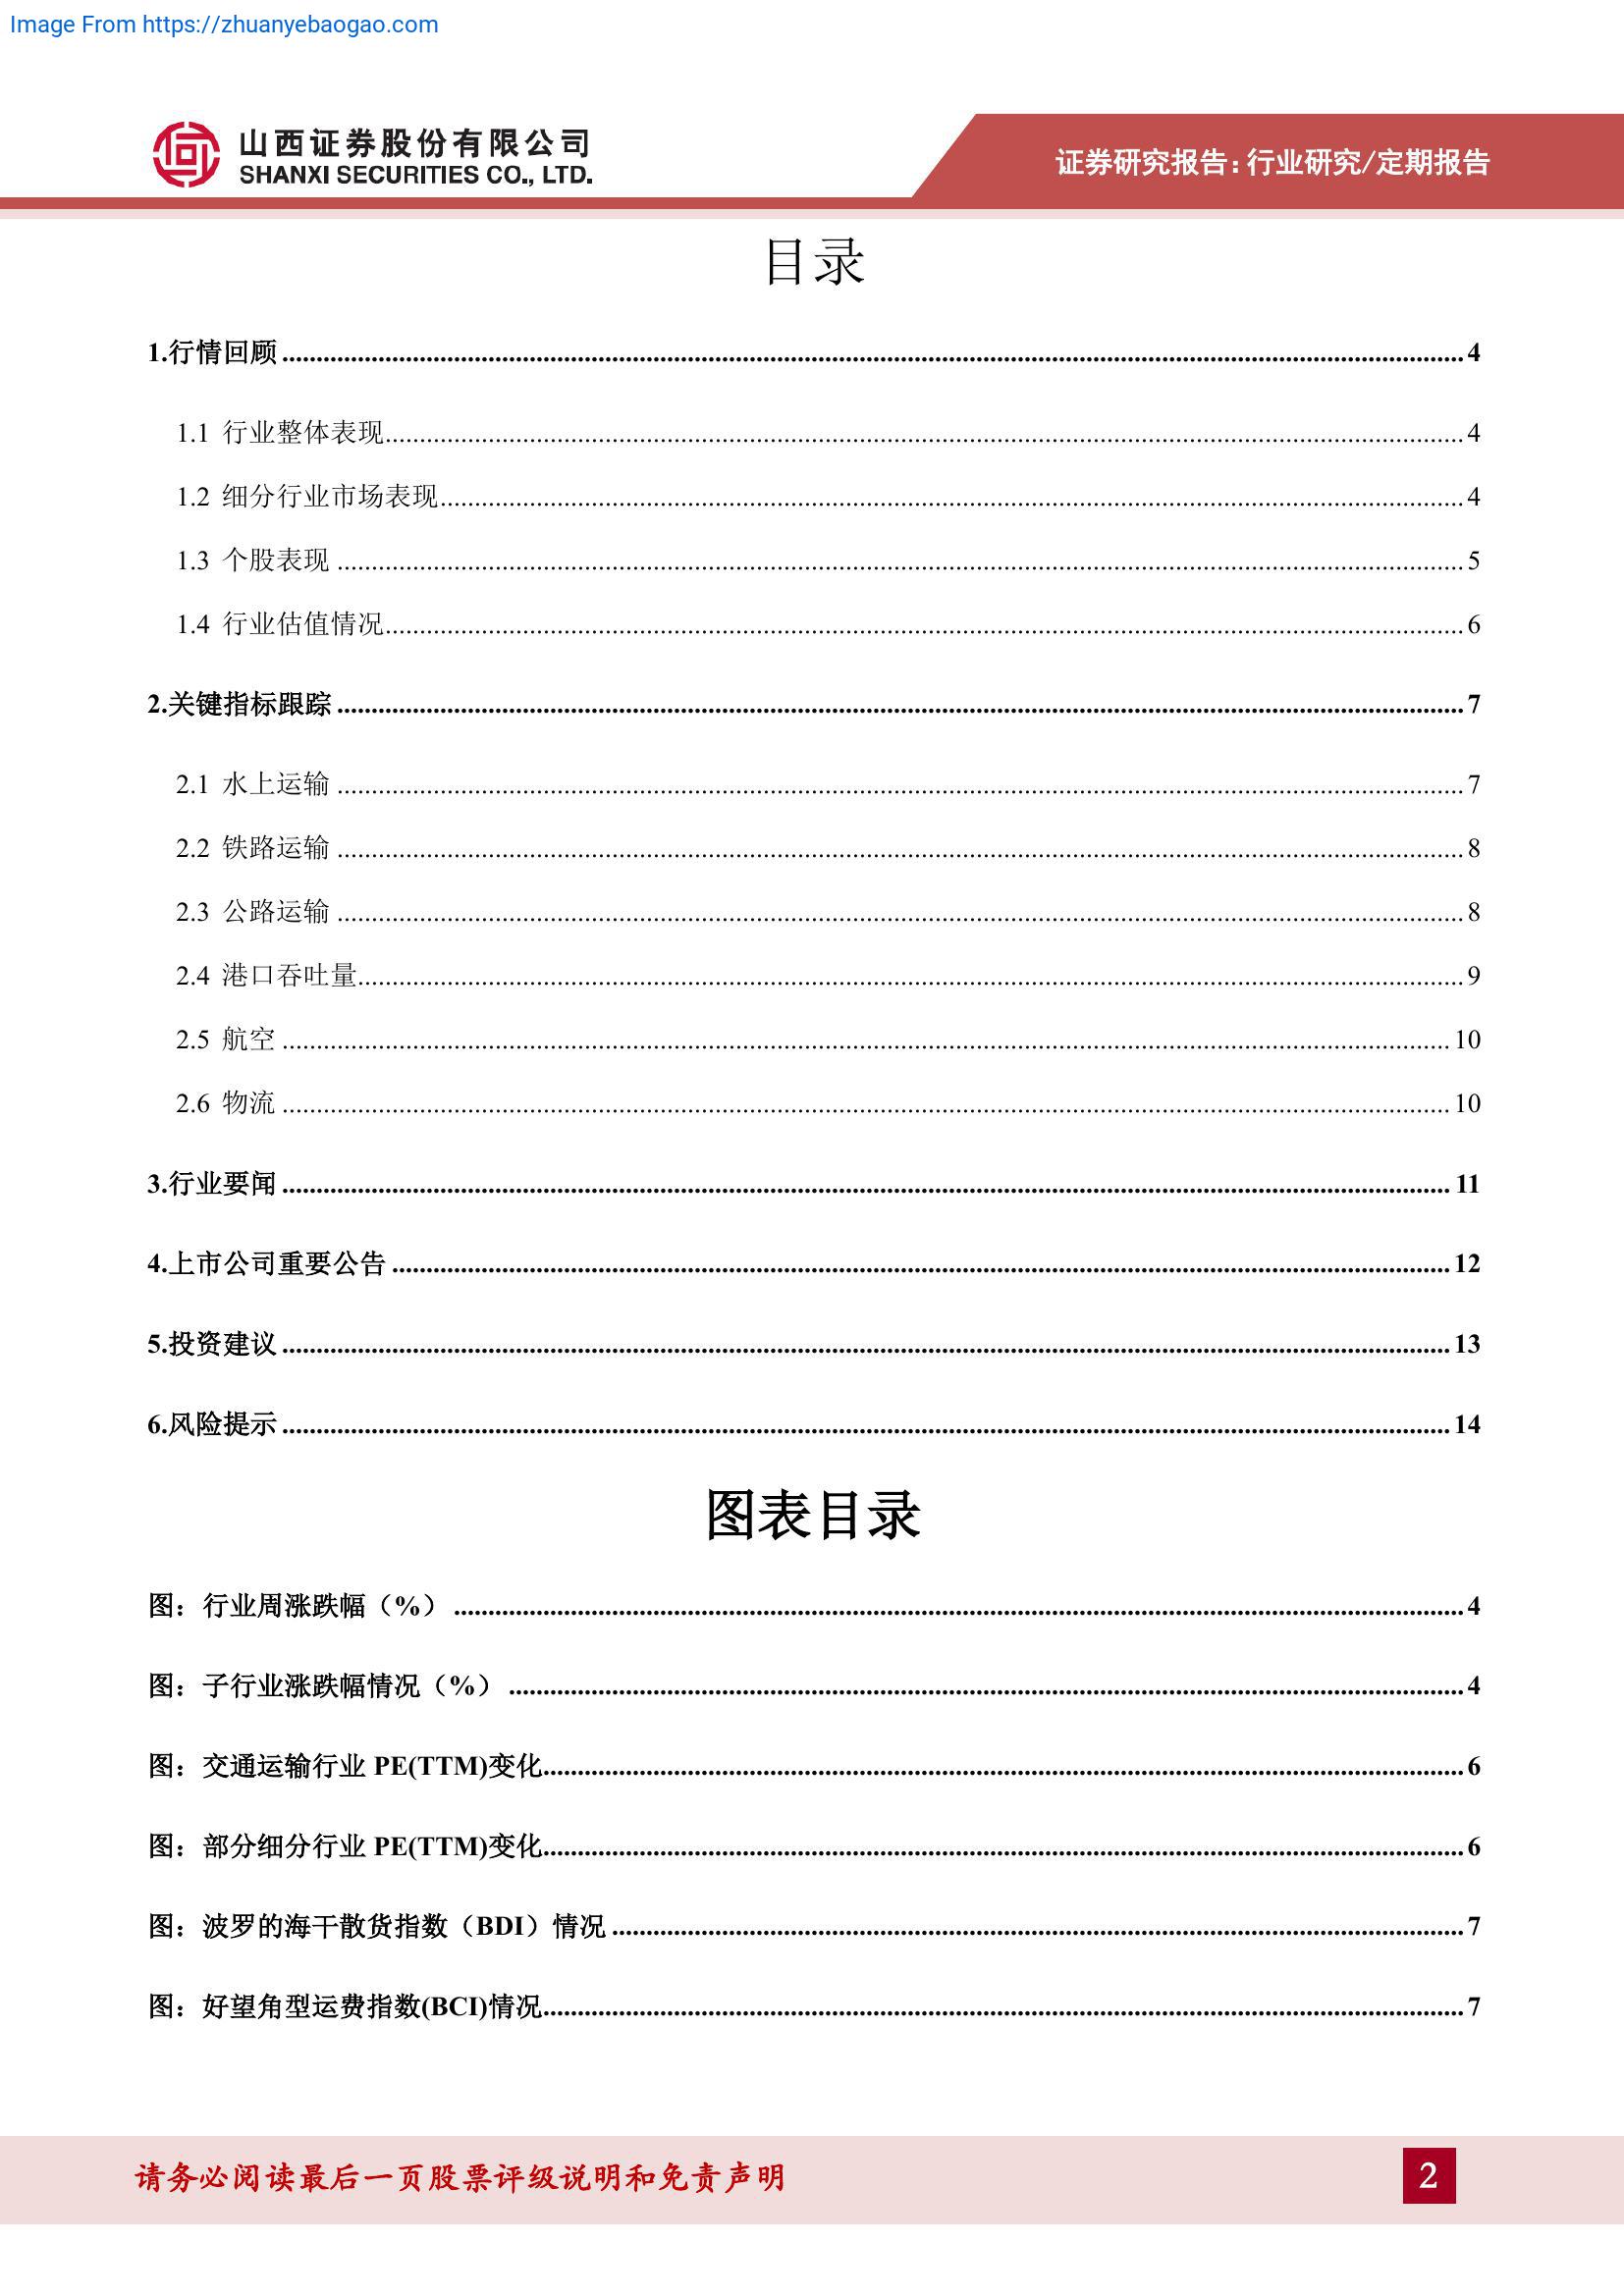 Image From https://zhuanyebaogao.com
山西证券股份有限公司
SHANXI SECURITIES CO., LTD.
证券研究报告：行业研究/定期报告
目录
1.行情回顾 4
1.1 行业整体表现 4
1.2 细分行业市场表现 4
1.3 个股表现 5
1.4 行业估值情况 6
2.关键指标跟踪 7
2.1 水上运输 7
2.2 铁路运输 8
2.3 公路运输 8
2.4 港口吞吐量 9
2.5 航空 10
2.6 物流 10
3.行业要闻 11
4.上市公司重要公告 12
5.投资建议 13
6.风险提示 14
图表目录
图：行业周涨跌幅（%） 4
图：子行业涨跌幅情况（%） 4
图：交通运输行业 PE(TTM)变化 6
图：部分细分行业 PE(TTM)变化 6
图：波罗的海干散货指数（BDI）情况 7
图：好望角型运费指数(BCI)情况 7
请务必阅读最后一页股票评级说明和免责声明
2